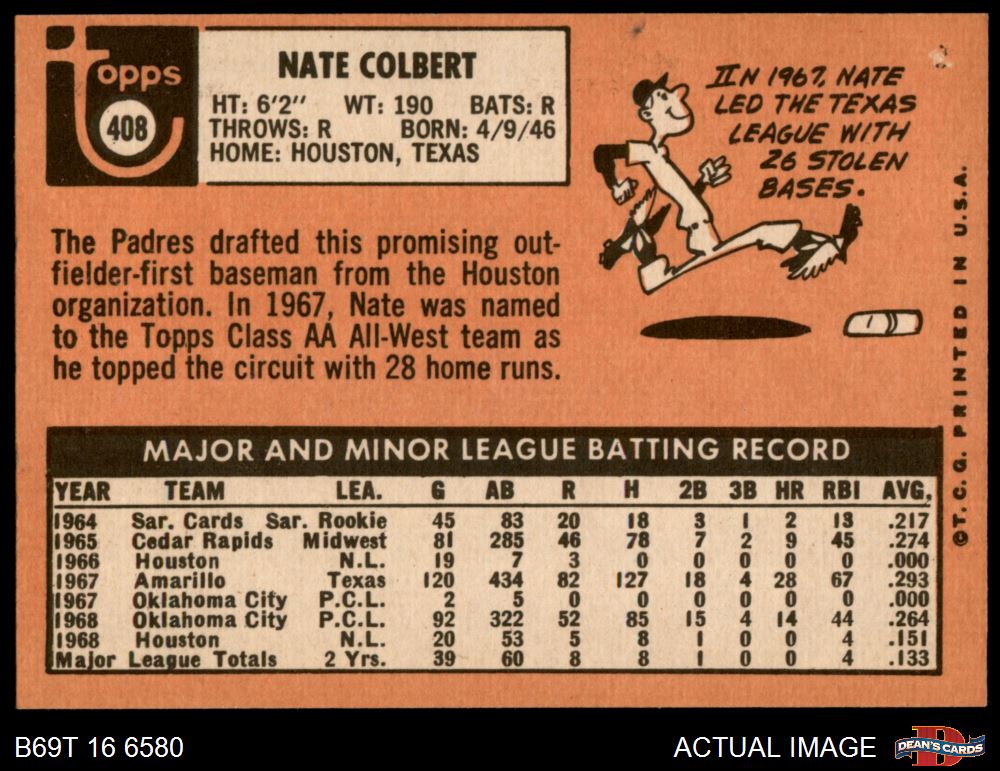 Topps
408
NATE COLBERT
HT: 6'2" WT: 190 BATS: R
THROWS: R BORN: 4/9/46
HOME: HOUSTON, TEXAS
IN 1967, NATE
LED THE TEXAS
LEAGUE WITH
26 STOLEN
BASES.
The Padres drafted this promising out-
fielder-first baseman from the Houston
organization. In 1967, Nate was named
to the Topps Class AA All-West team as
he topped the circuit with 28 home runs.
MAJOR AND MINOR LEAGUE BATTING RECORD
YEAR TEAM LEA. G AB R H 2B 3B HR RBI AVG.
1964 Sar. Cards Sar. Rookie 45 83 20 18 3 1 2 13 .217
1965 Cedar Rapids Midwest 81 285 46 78 7 2 9 45 .274
1966 Houston N.L. 19 7 3 0 0 0 0 0 .000
1967 Amarillo Texas 120 434 82 127 18 4 28 67 .293
1967 Oklahoma City P.C.L. 2 5 0 0 0 0 0 0 .000
1968 Oklahoma City P.C.L. 92 322 52 85 15 4 14 44 .264
1968 Houston N.L. 20 53 5 8 1 0 0 4 .151
Major League Totals 2 Yrs. 39 60 8 8 1 0 0 4 .133
©T.C.G. PRINTED IN U.S.A.
B69T 16 6580
ACTUAL IMAGE
DEAN'S CARDS